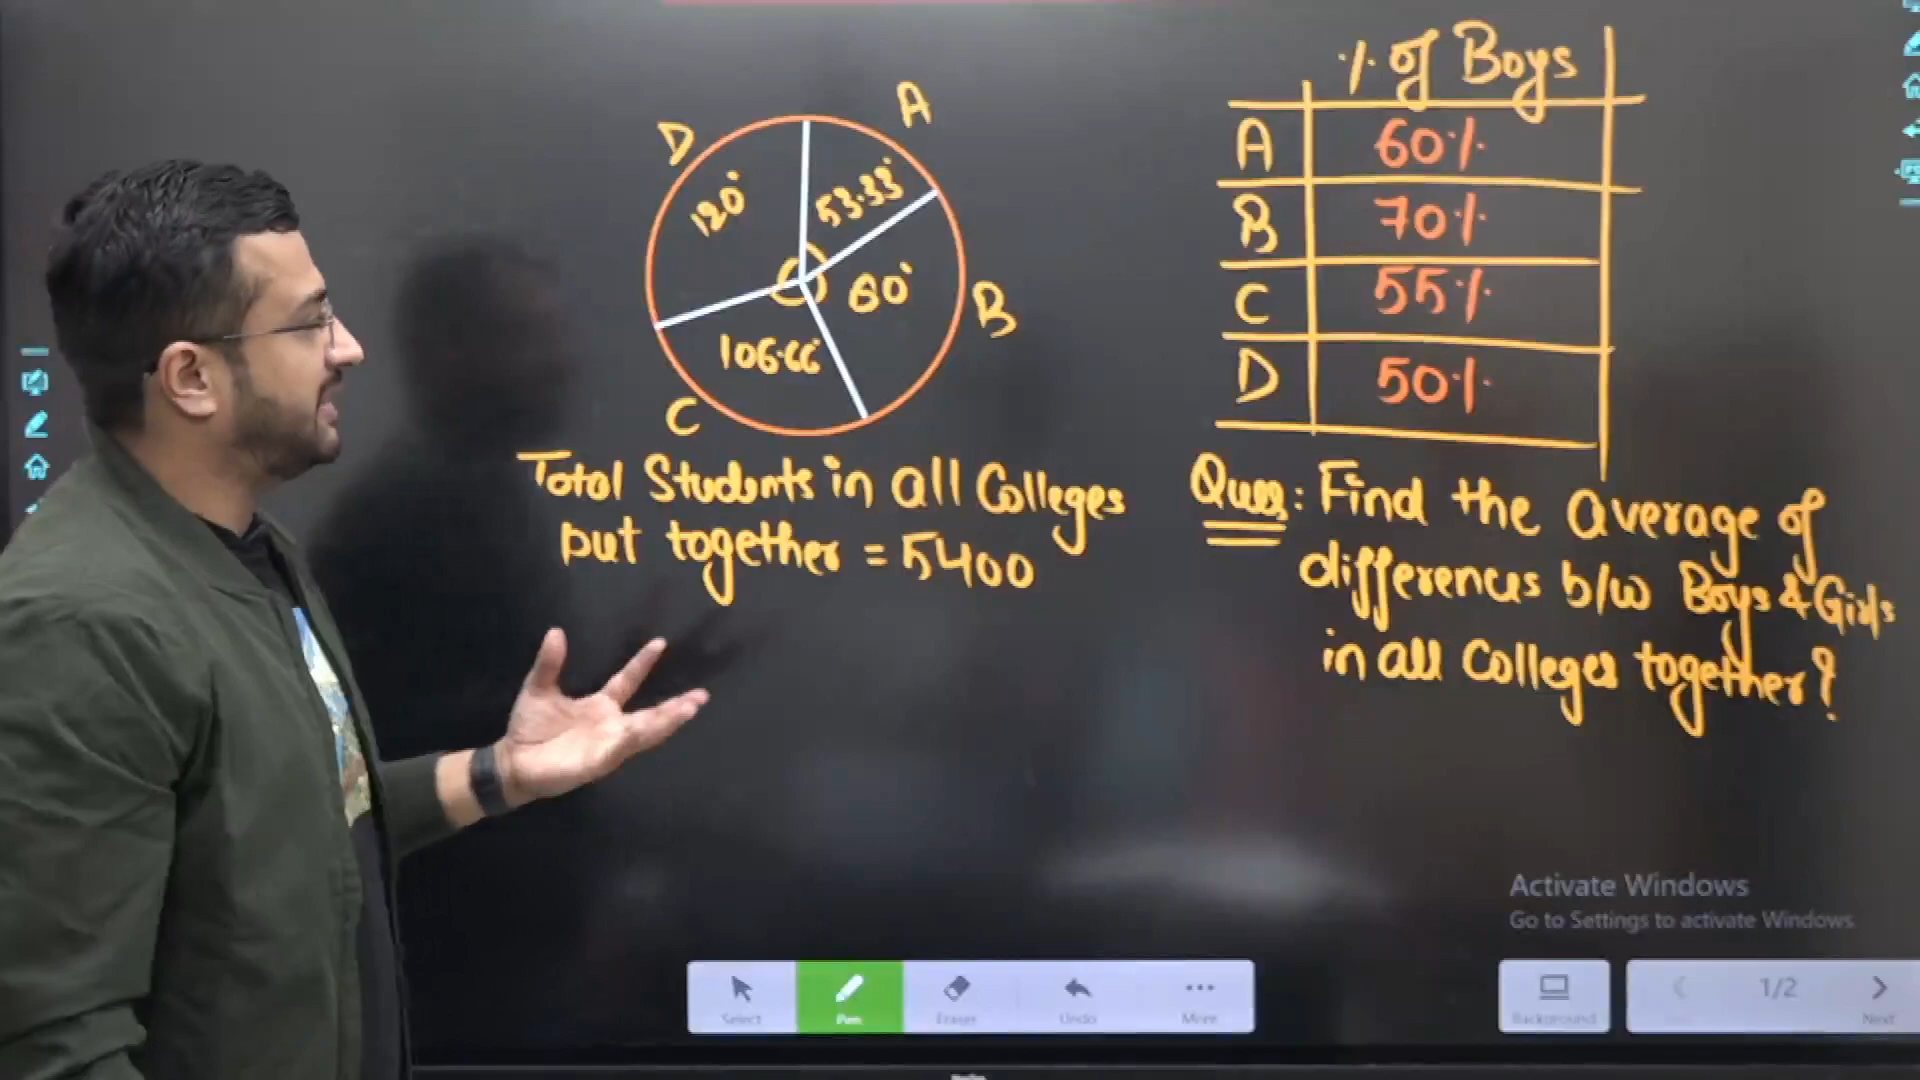 D
A
120°
53.33°
80°
B
106.66°
C
Total Students in all Colleges
put together = 5400
% of Boys
A 60%
B 70%
C 55%
D 50%
Ques: Find the average of
differences b/w Boys & Girls
in all Colleges together?
Activate Windows
Go to Settings to activate Windows
Select Pen Eraser Undo More
Background 1/2 Next